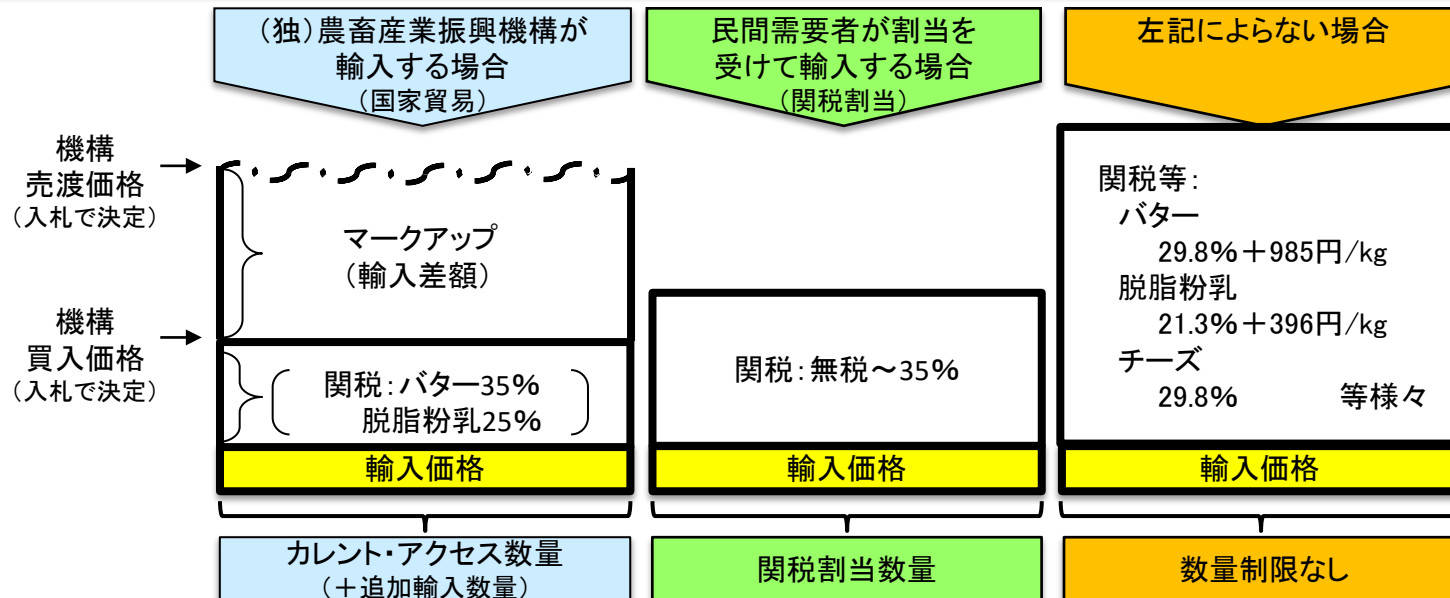 （独）農畜産業振興機構が
輸入する場合
（国家貿易）
民間需要者が割当を
受けて輸入する場合
（関税割当）
左記によらない場合
機構
売渡価格
（入札で決定）
マークアップ
（輸入差額）
機構
買入価格
（入札で決定）
関税：バター35%
脱脂粉乳25%
輸入価格
関税：無税～35%
輸入価格
関税等：
バター
29.8%＋985円/kg
脱脂粉乳
21.3%＋396円/kg
チーズ
29.8%　　等様々
輸入価格
カレント・アクセス数量
（＋追加輸入数量）
関税割当数量
数量制限なし